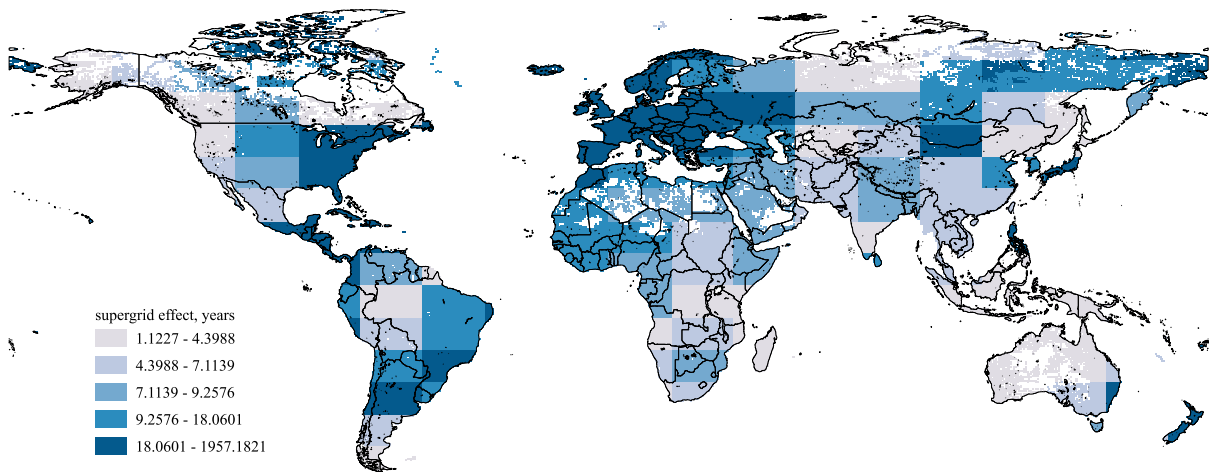 supergrid effect, years
1.1227 - 4.3988
4.3988 - 7.1139
7.1139 - 9.2576
9.2576 - 18.0601
18.0601 - 1957.1821